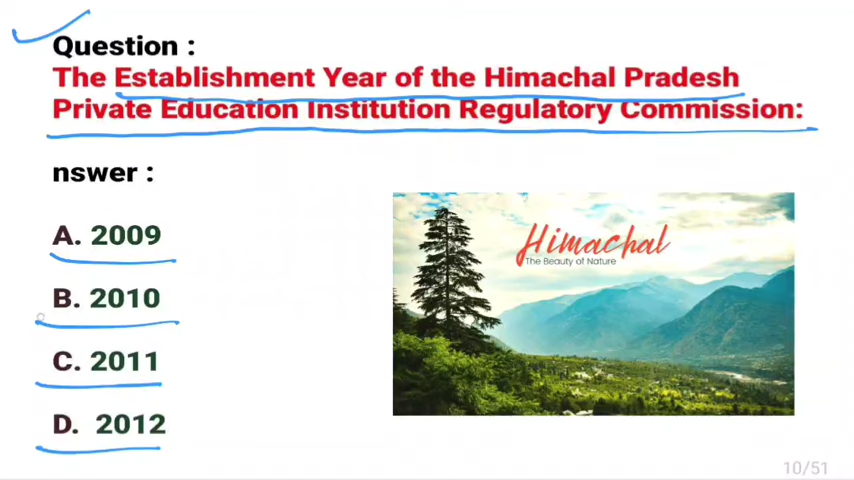 Question :
The Establishment Year of the Himachal Pradesh
Private Education Institution Regulatory Commission:
nswer :
A. 2009
B. 2010
C. 2011
D. 2012
Himachal
The Beauty of Nature
10/51